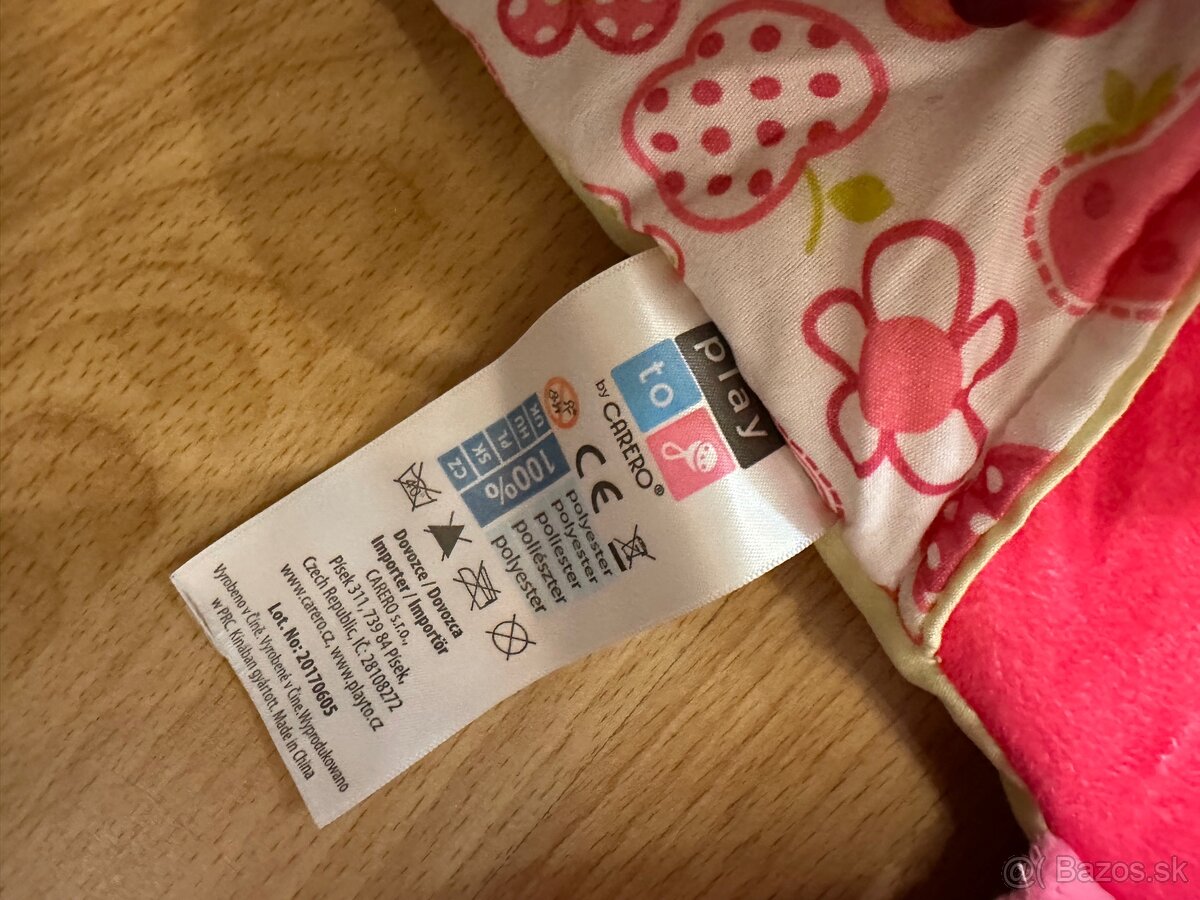 play
to
by CARERO®
CE
UK
HU
PL
SK
CZ
100%
polyester
polyester
poliester
poliészter
polyester
Dovozce / Dovozca
Importer / Importőr
CARERO s.r.o.,
Písek 311, 739 84 Písek,
Czech Republic, IČ: 28108272
www.carero.cz, www.playto.cz
Lot. No: 20170605
Vyrobeno v Číně. Vyrobené v Číne. Wyprodukowano
w PRC. Kínában gyártott. Made in China
Bazos.sk